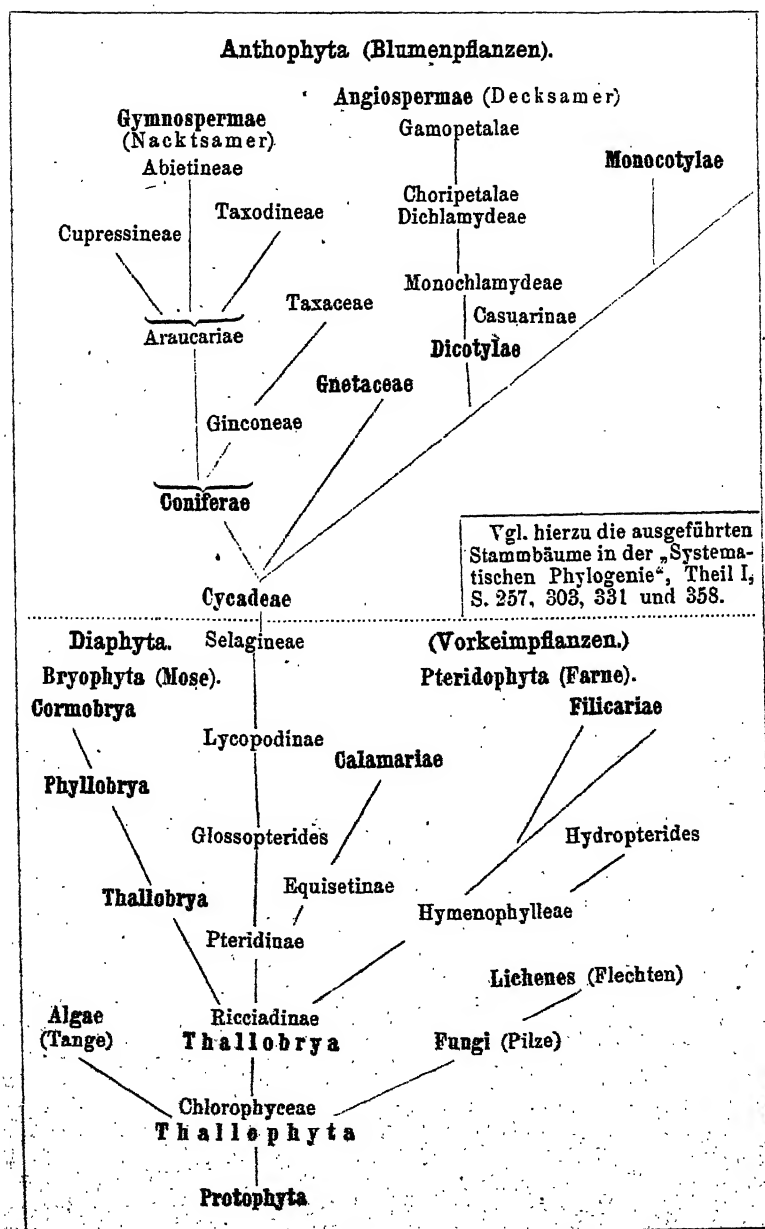 Anthophyta (Blumenpflanzen).
Angiospermae (Decksamer)
Gymnospermae
(Nacktsamer)
Abietineae
Gamopetalae
Monocotylae
Choripetalae
Dichlamydeae
Taxodineae
Cupressineae
Monochlamydeae
Casuarinae
Dicotylae
Taxaceae
Araucariae
Gnetaceae
Ginconeae
Coniferae
Vgl. hierzu die ausgeführten
Stammbäume in der „Systema-
tischen Phylogenie“, Theil I,
S. 257, 303, 331 und 358.
Cycadeae
Diaphyta. Selagineae (Vorkeimpflanzen.)
Bryophyta (Mose). Pteridophyta (Farne).
Cormobrya
Filicariae
Lycopodinae
Calamariae
Phyllobrya
Glossopterides
Hydropterides
Thallobrya
Equisetinae
Hymenophylleae
Pteridinae
Lichenes (Flechten)
Algae
(Tange)
Ricciadinae
Thallobrya
Fungi (Pilze)
Chlorophyceae
Thallophyta
Protophyta